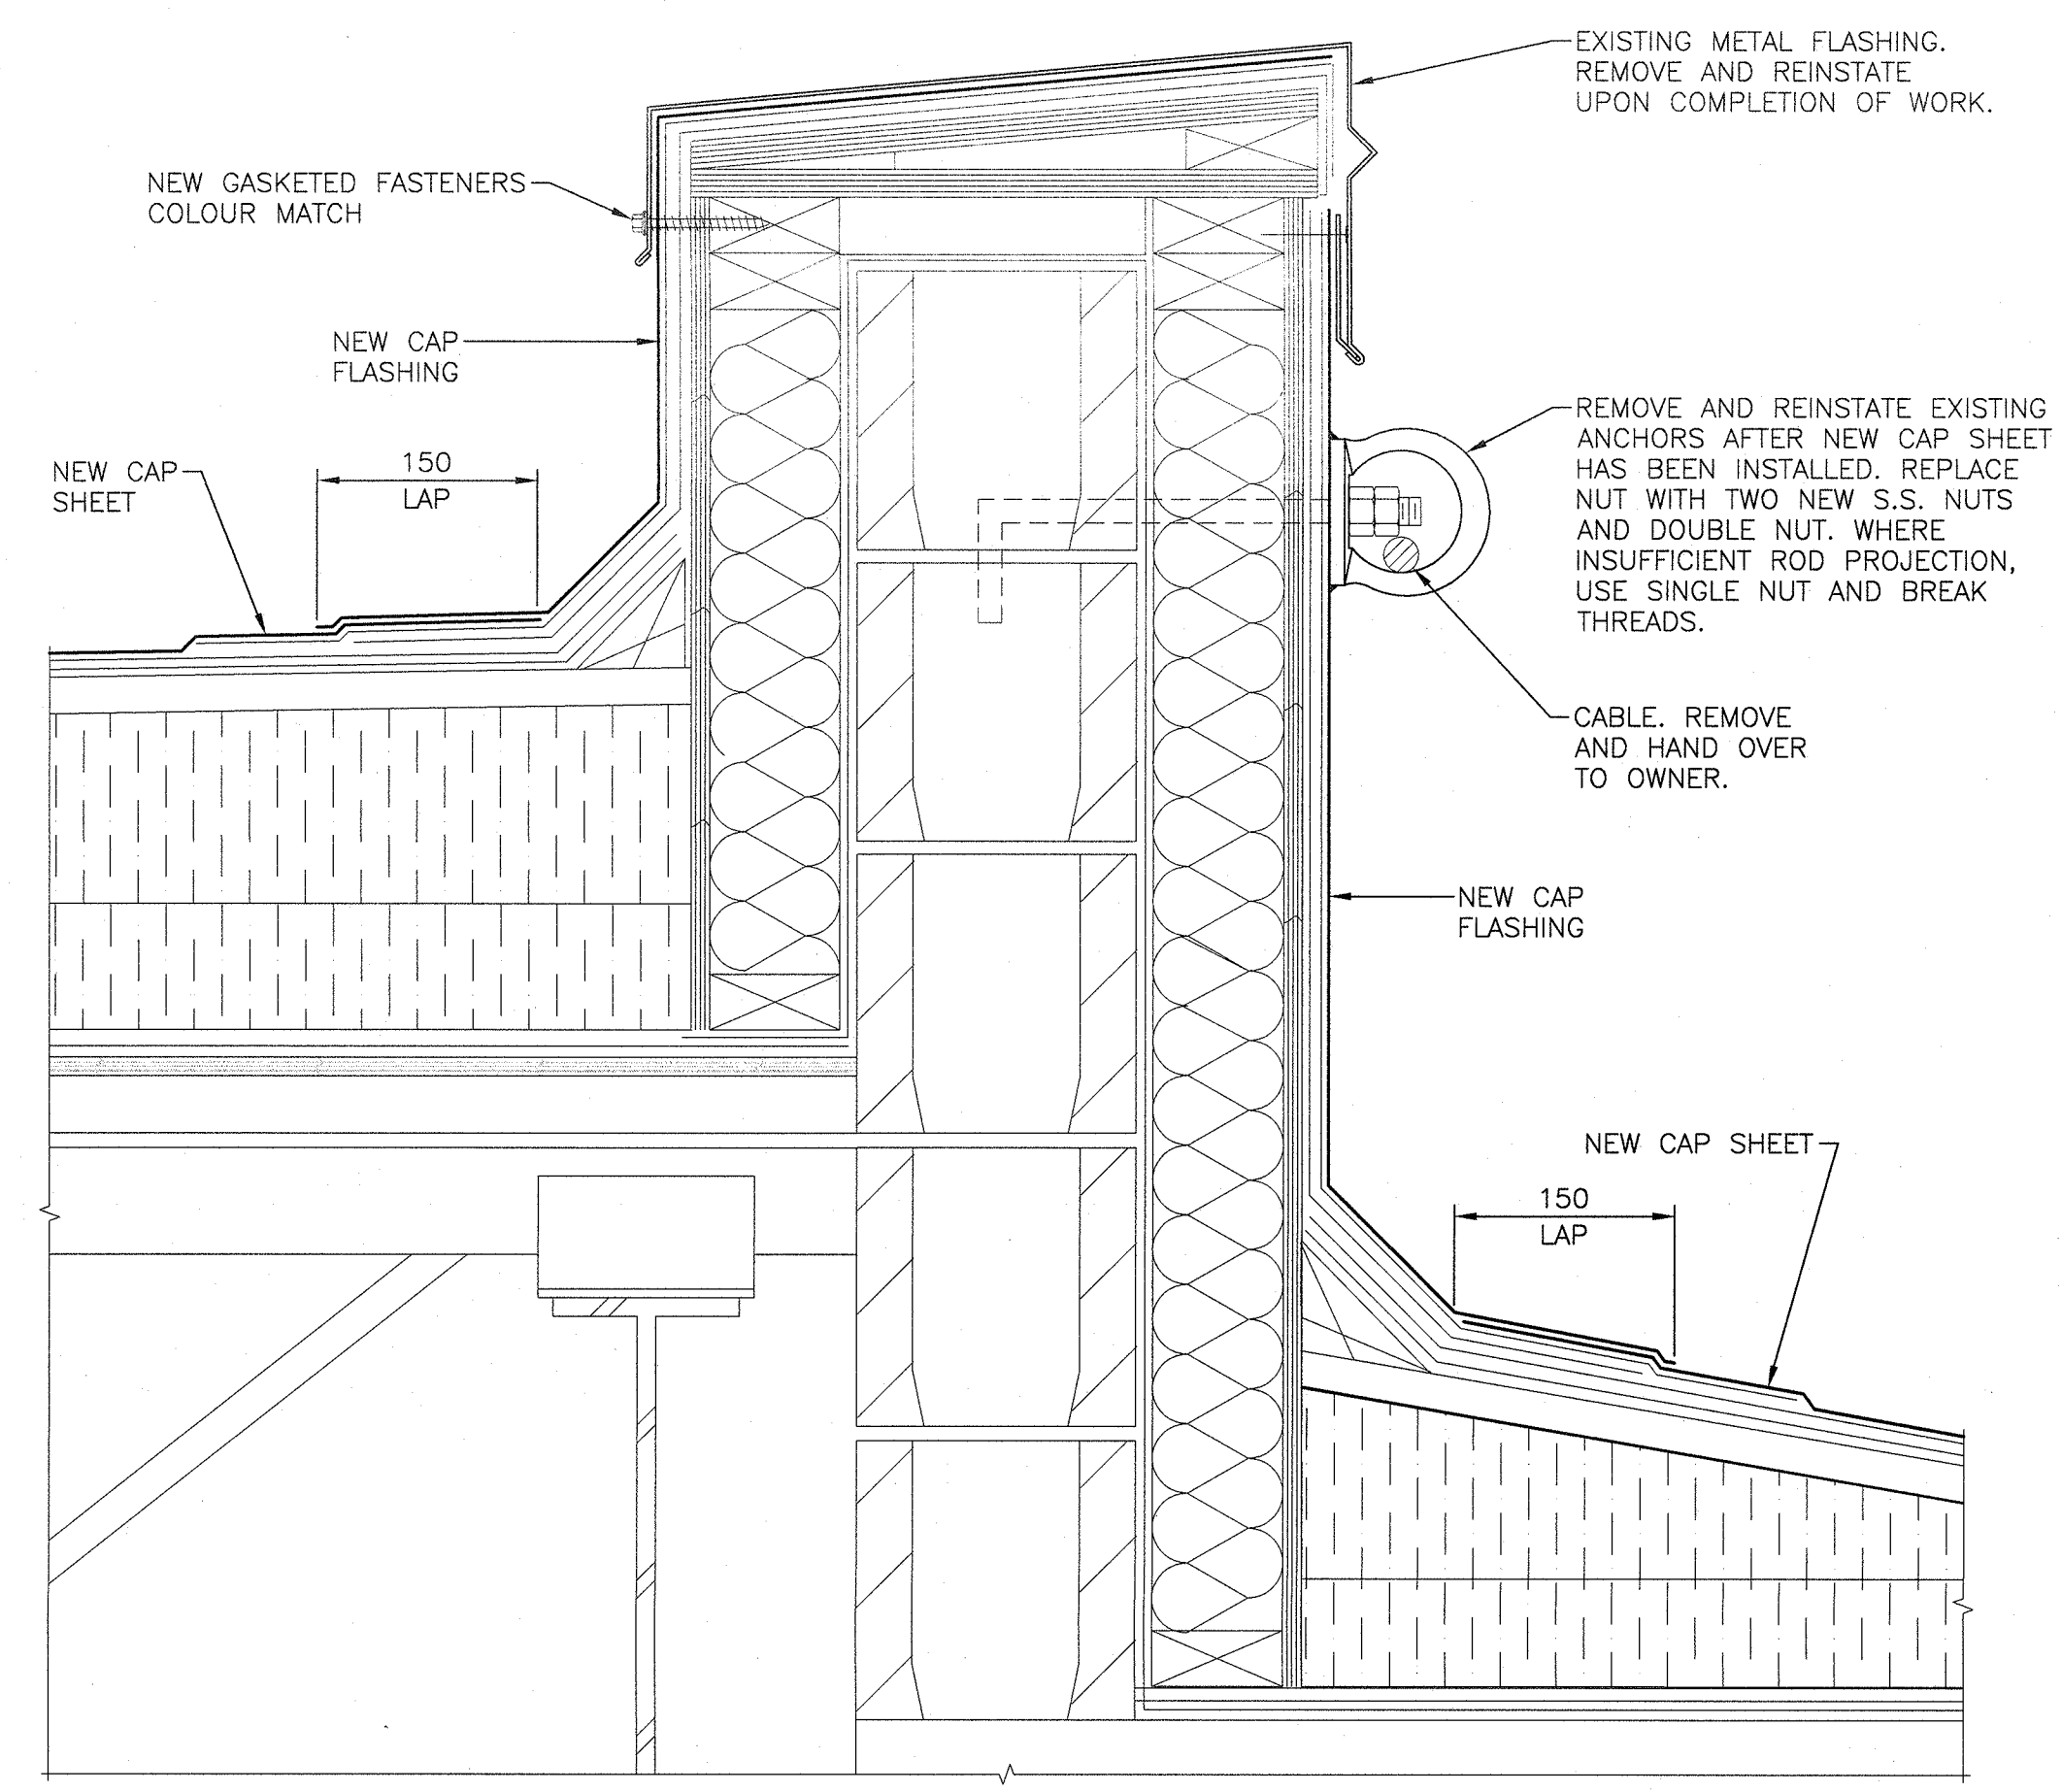 EXISTING METAL FLASHING.
REMOVE AND REINSTATE
UPON COMPLETION OF WORK.
NEW GASKETED FASTENERS
COLOUR MATCH
NEW CAP
FLASHING
NEW CAP
SHEET
150
LAP
REMOVE AND REINSTATE EXISTING
ANCHORS AFTER NEW CAP SHEET
HAS BEEN INSTALLED. REPLACE
NUT WITH TWO NEW S.S. NUTS
AND DOUBLE NUT. WHERE
INSUFFICIENT ROD PROJECTION,
USE SINGLE NUT AND BREAK
THREADS.
CABLE. REMOVE
AND HAND OVER
TO OWNER.
NEW CAP
FLASHING
NEW CAP SHEET
150
LAP